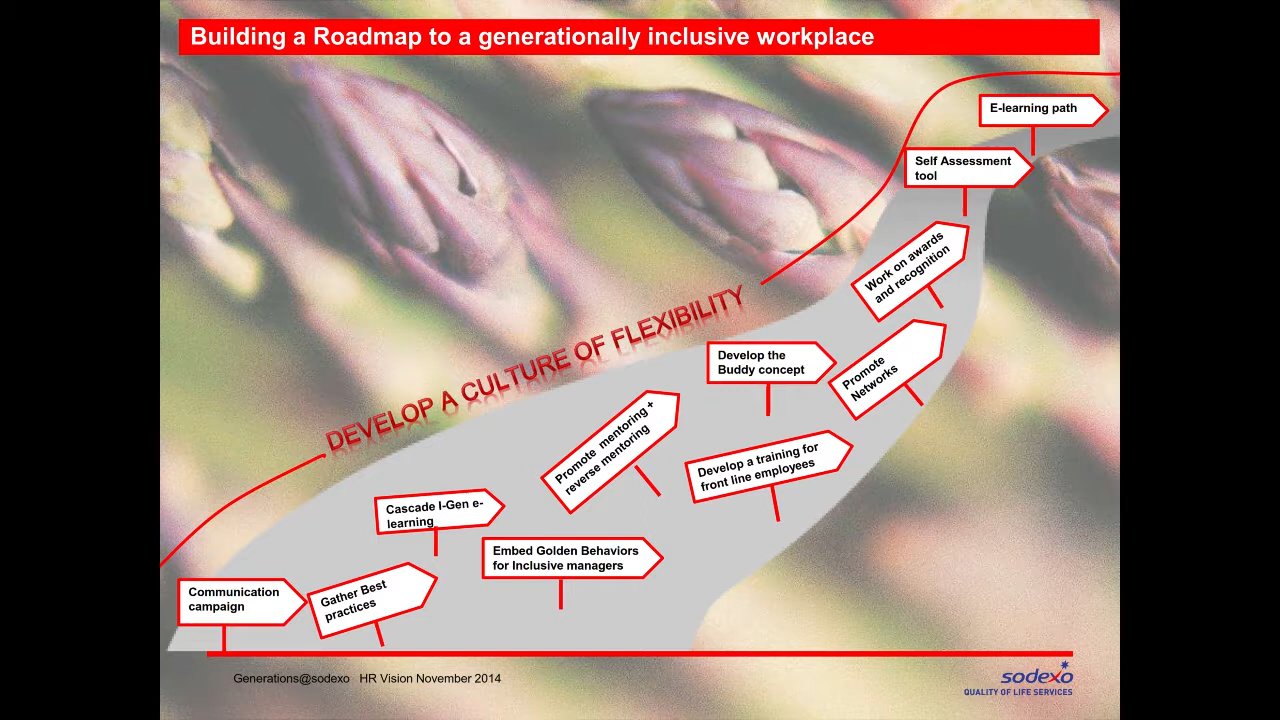 Building a Roadmap to a generationally inclusive workplace
E-learning path
Self Assessment
tool
Work on awards
and recognition
DEVELOP A CULTURE OF FLEXIBILITY
Develop the
Buddy concept
Promote
Networks
Promote mentoring +
reverse mentoring
Develop a training for
front line employees
Cascade I-Gen e-
learning
Embed Golden Behaviors
for Inclusive managers
Communication
campaign
Gather Best
practices
Generations@sodexo HR Vision November 2014
sodexo
QUALITY OF LIFE SERVICES